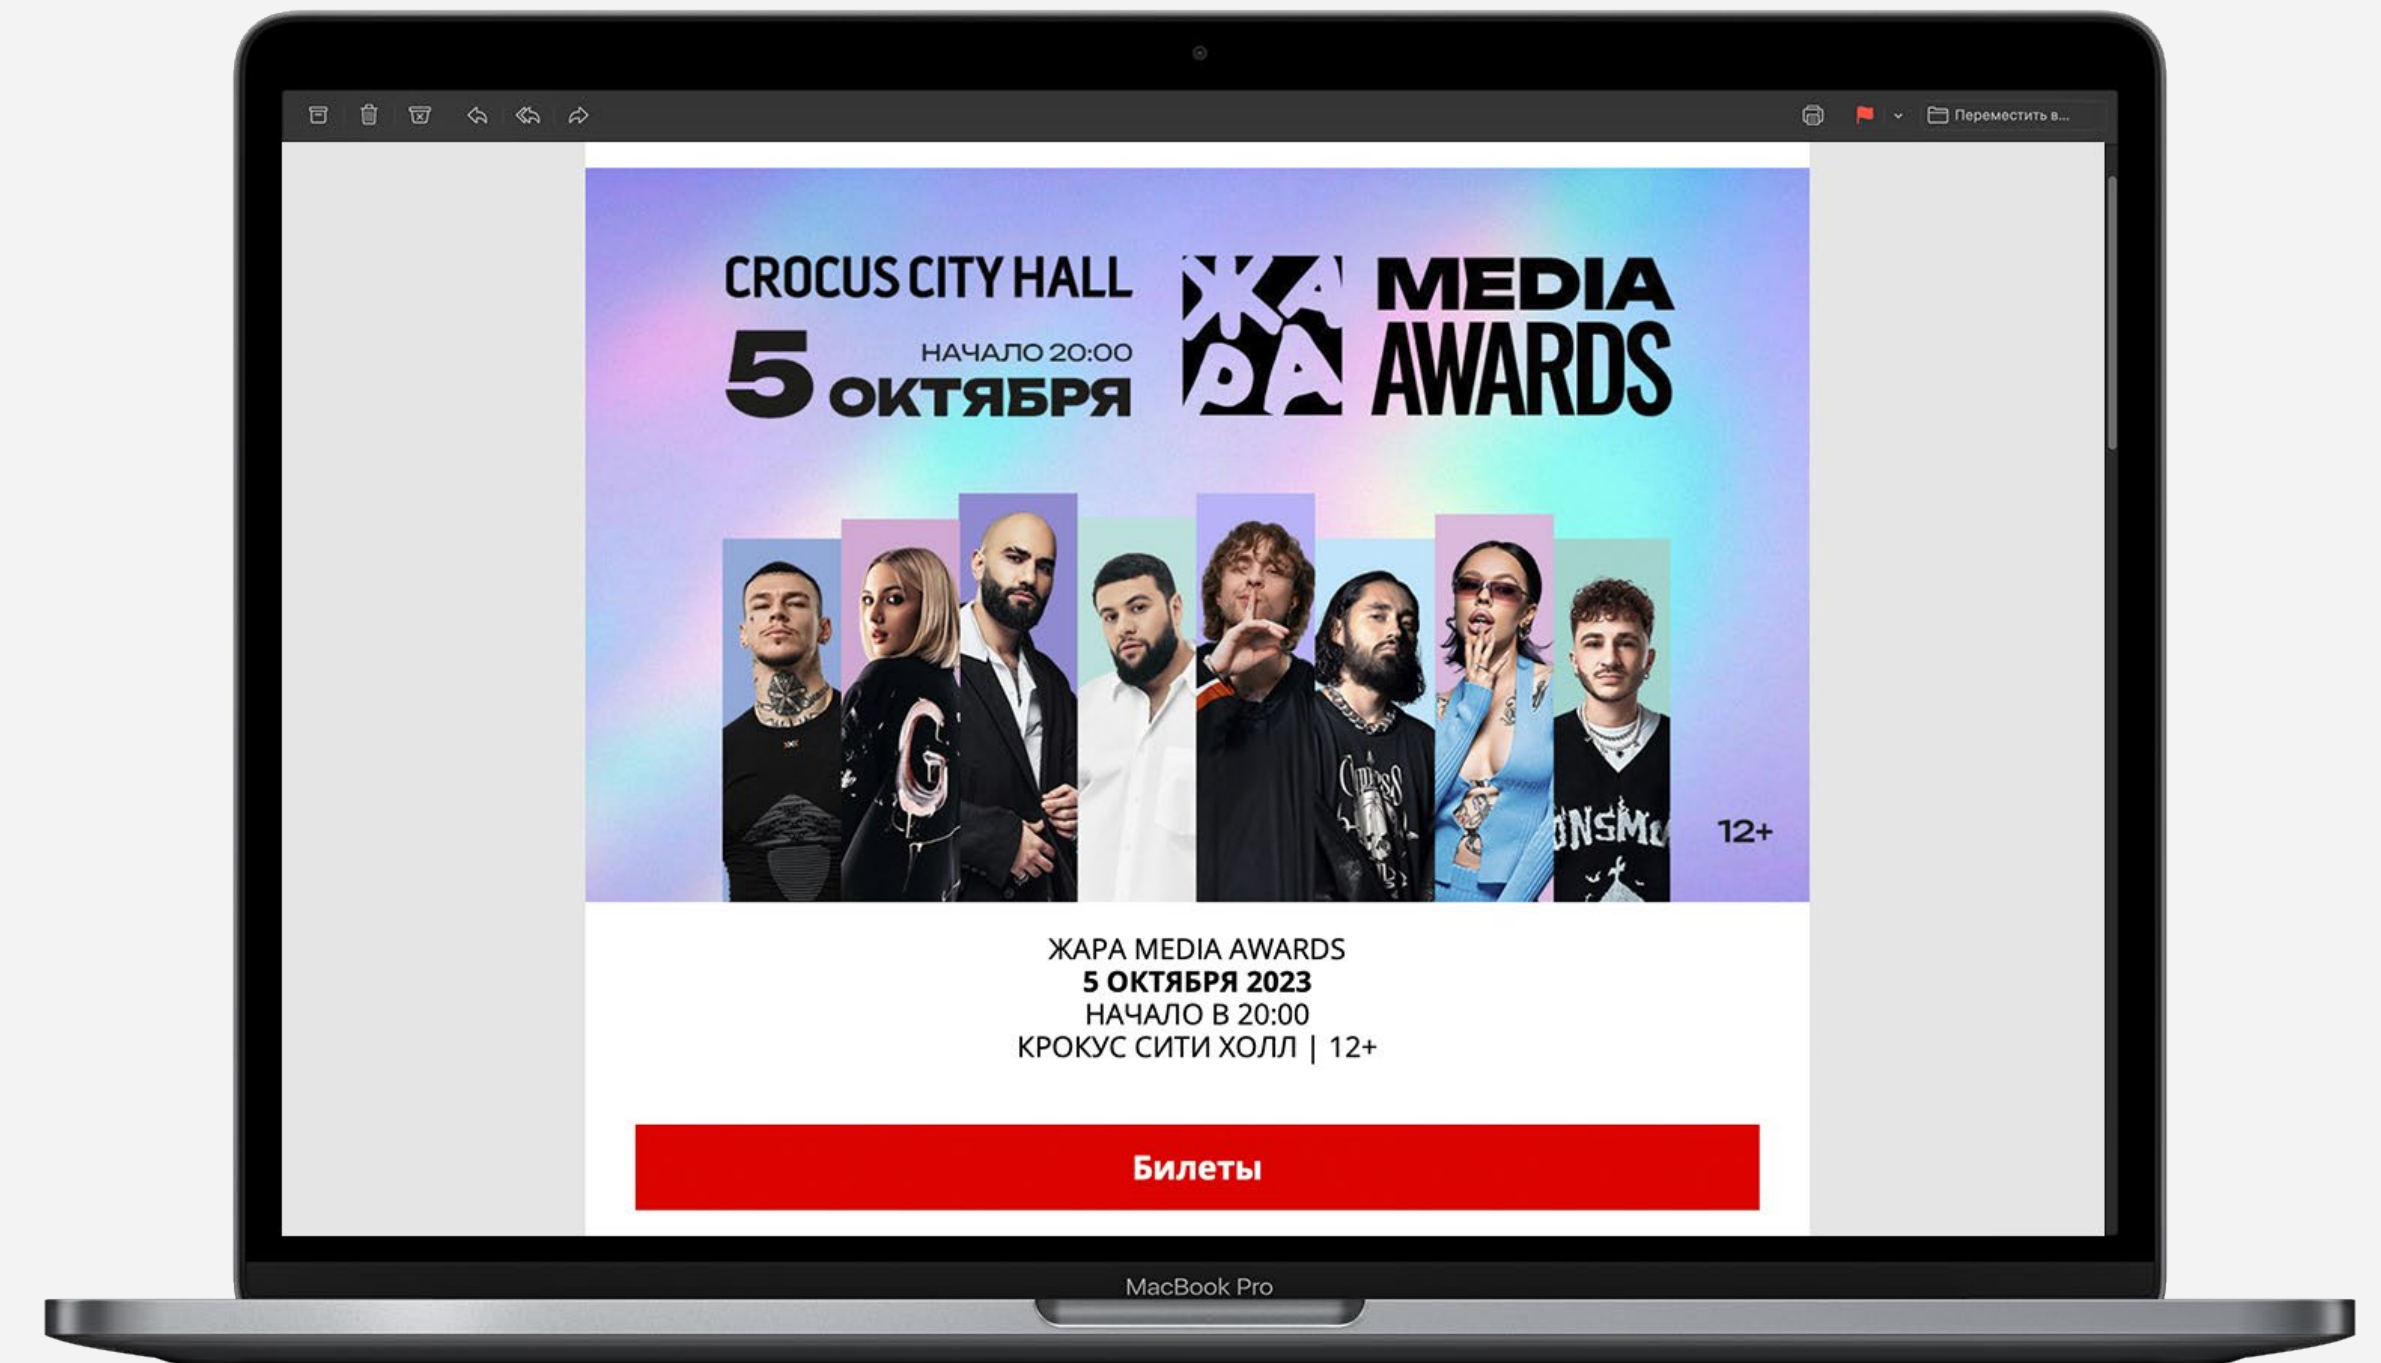 Переместить в...
CROCUS CITY HALL
5 НАЧАЛО 20:00
ОКТЯБРЯ
ЖАРА
MEDIA
AWARDS
G
12+
ЖАРА MEDIA AWARDS
5 ОКТЯБРЯ 2023
НАЧАЛО В 20:00
КРОКУС СИТИ ХОЛЛ | 12+
Билеты
MacBook Pro